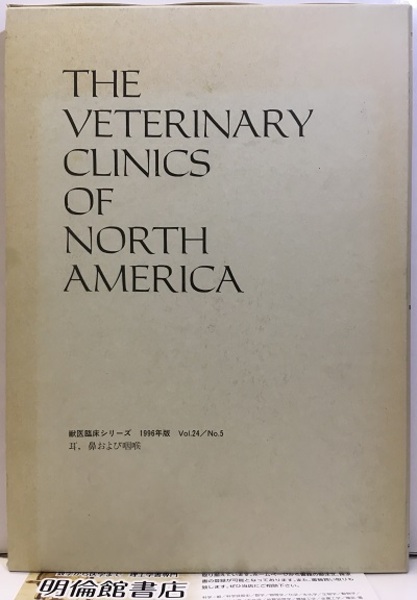 THE
VETERINARY
CLINICS
OF
NORTH
AMERICA
獣医臨床シリーズ 1996年版 Vol.24/No.5
耳,鼻および咽喉
明倫館書店